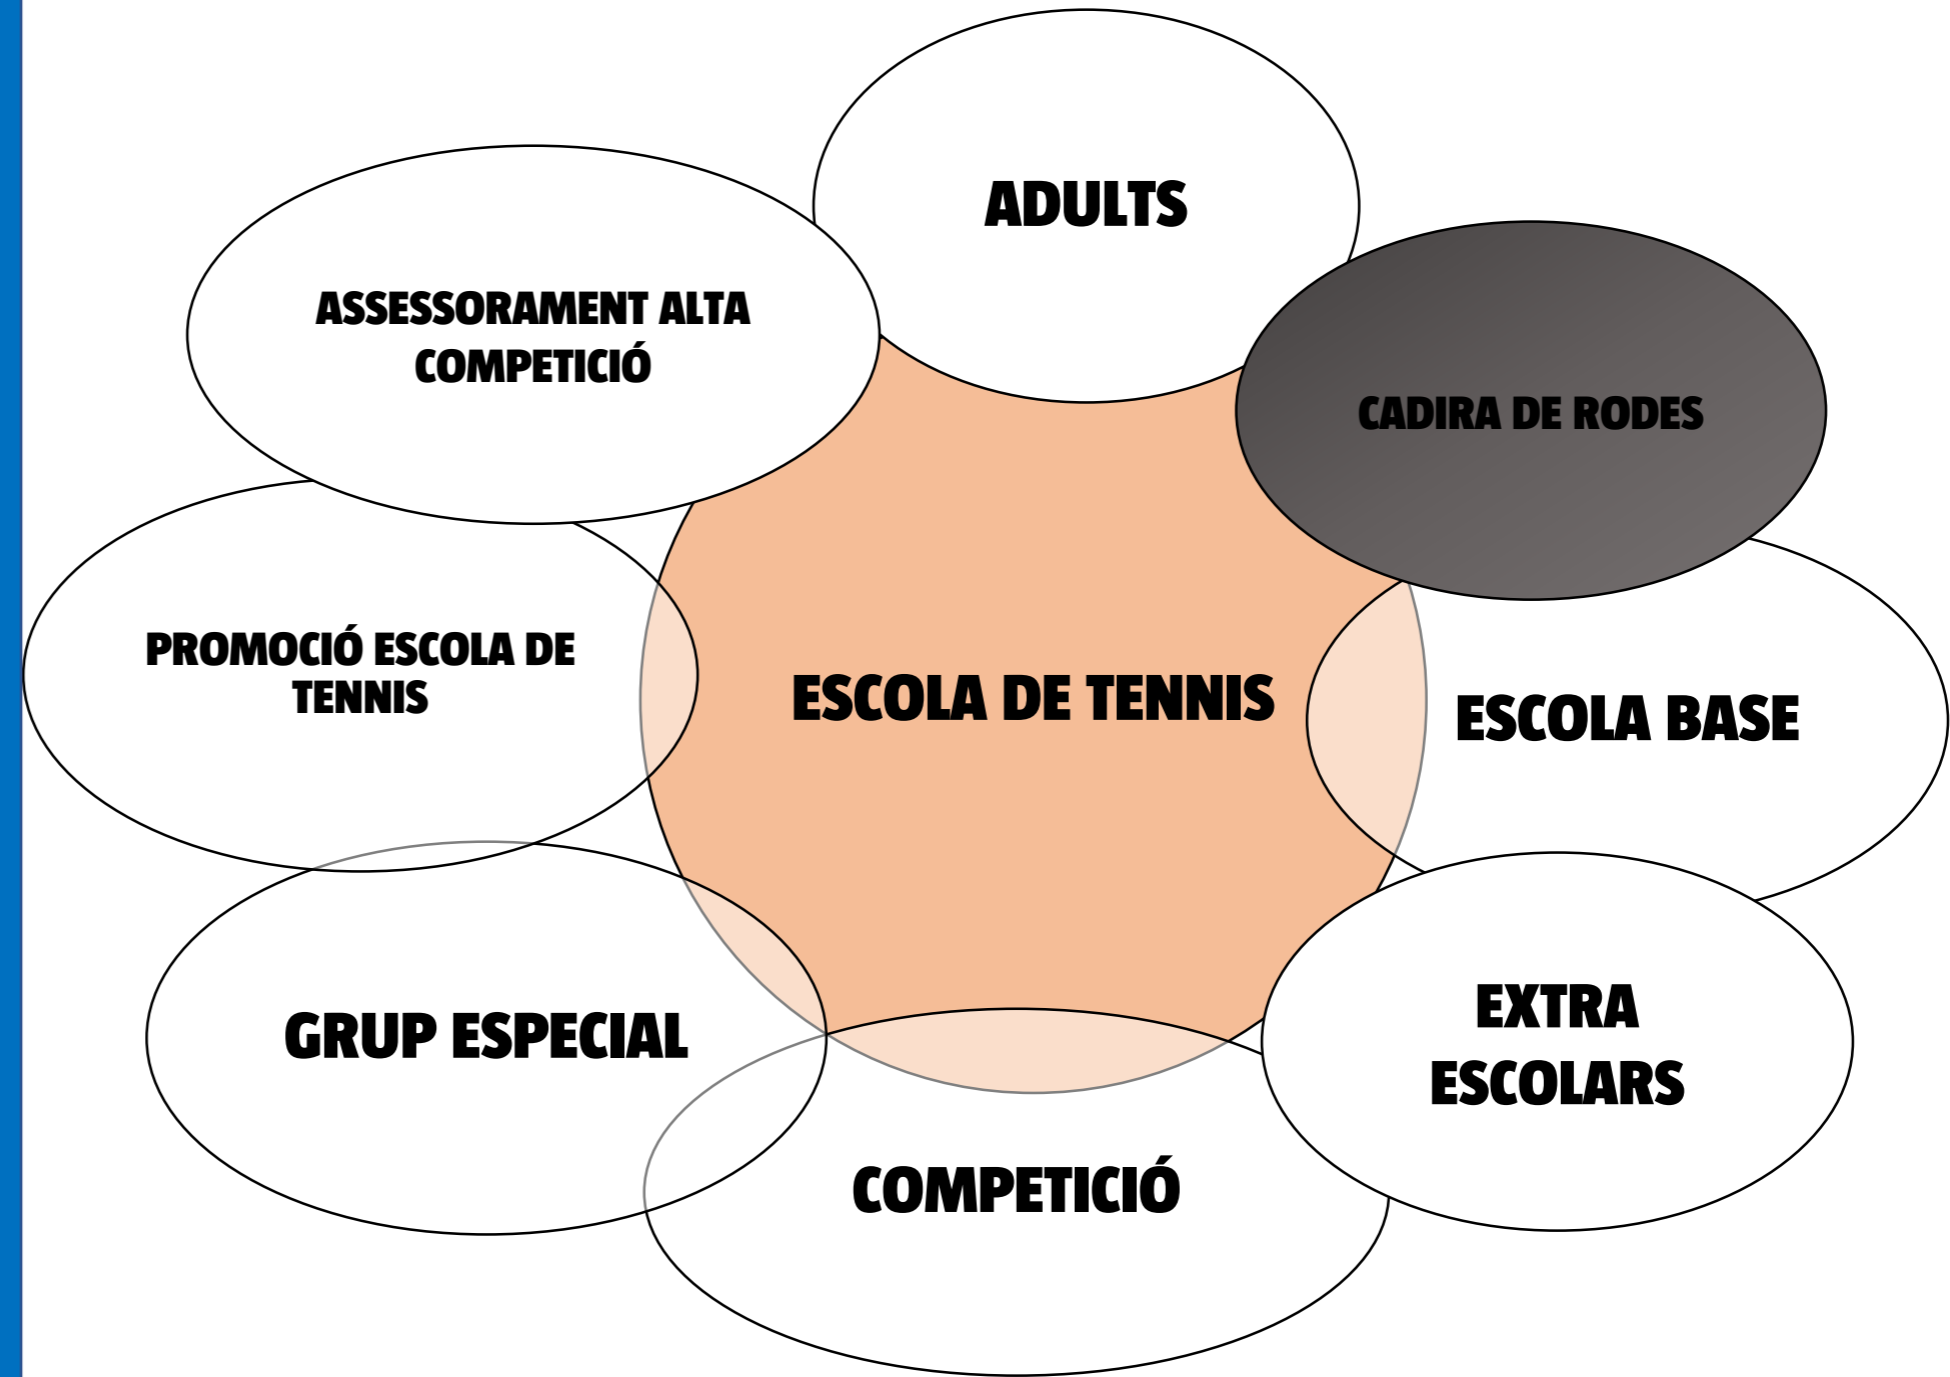 ADULTS
ASSESSORAMENT ALTA
COMPETICIÓ
CADIRA DE RODES
PROMOCIÓ ESCOLA DE
TENNIS
ESCOLA DE TENNIS
ESCOLA BASE
GRUP ESPECIAL
EXTRA
ESCOLARS
COMPETICIÓ